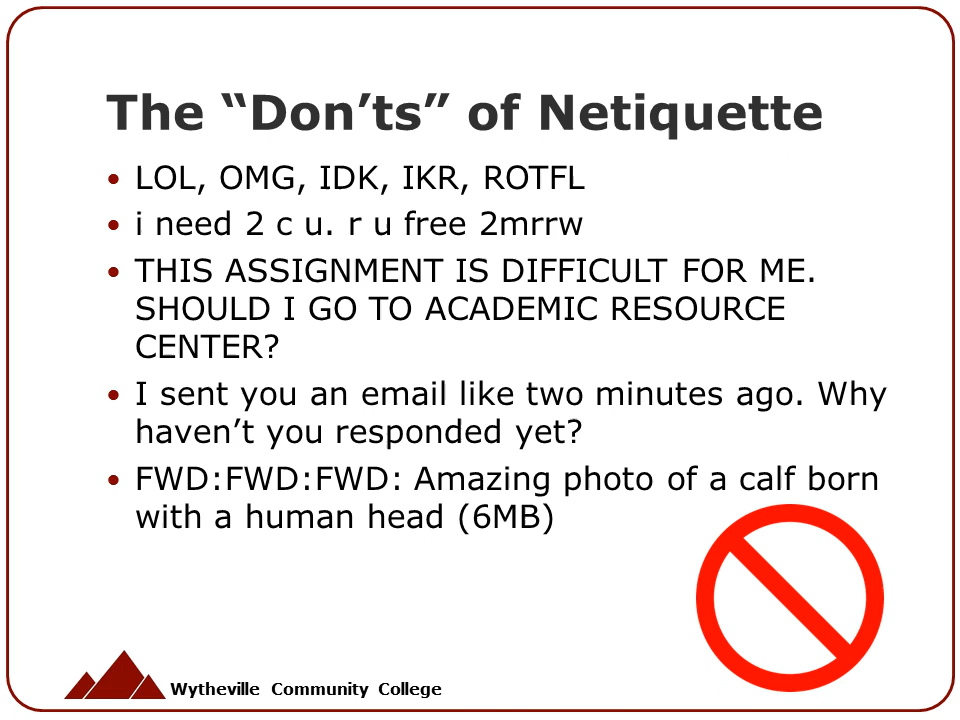 The “Don’ts” of Netiquette
• LOL, OMG, IDK, IKR, ROTFL
• i need 2 c u. r u free 2mrrw
• THIS ASSIGNMENT IS DIFFICULT FOR ME.
SHOULD I GO TO ACADEMIC RESOURCE
CENTER?
• I sent you an email like two minutes ago. Why
haven’t you responded yet?
• FWD:FWD:FWD: Amazing photo of a calf born
with a human head (6MB)
Wytheville Community College